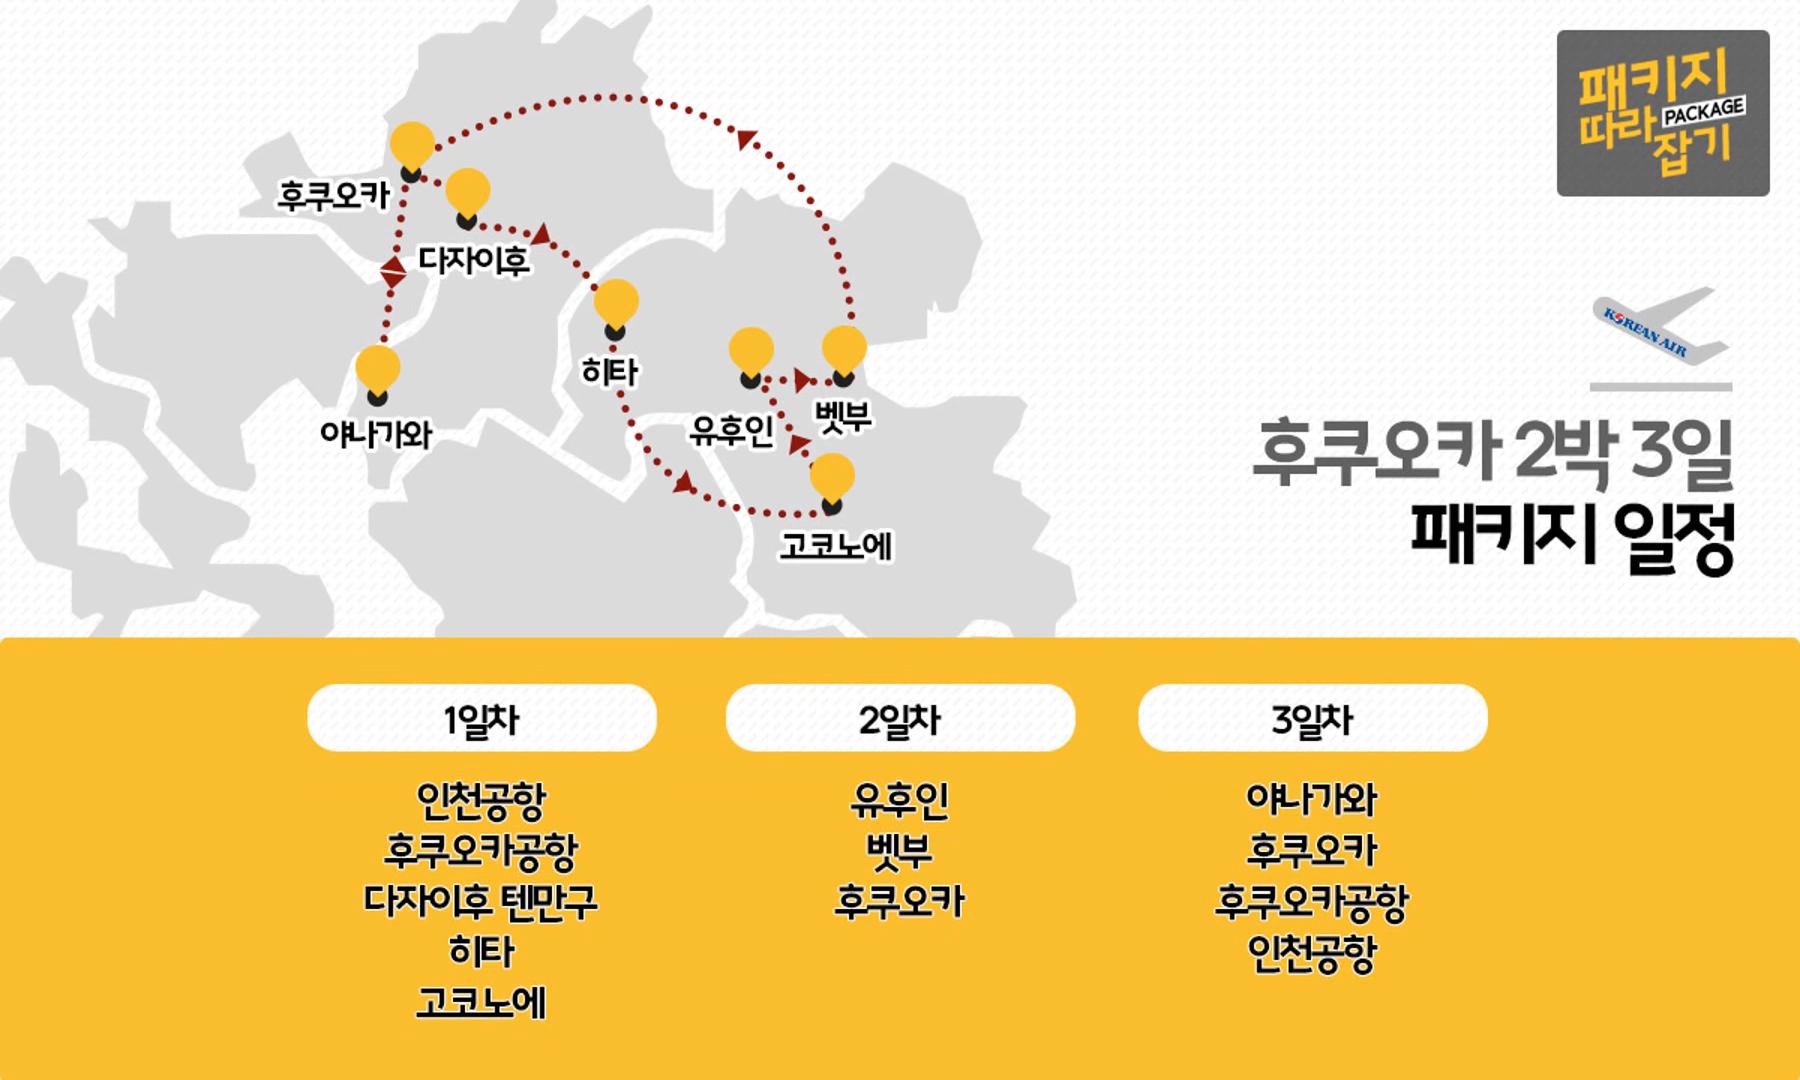 패키지
따라 PACKAGE
잡기
후쿠오카
다자이후
히타
야나가와
유후인
벳부
고코노에
KOREAN AIR
후쿠오카 2박 3일
패키지 일정
1일차
인천공항
후쿠오카공항
다자이후 텐만구
히타
고코노에
2일차
유후인
벳부
후쿠오카
3일차
야나가와
후쿠오카
후쿠오카공항
인천공항